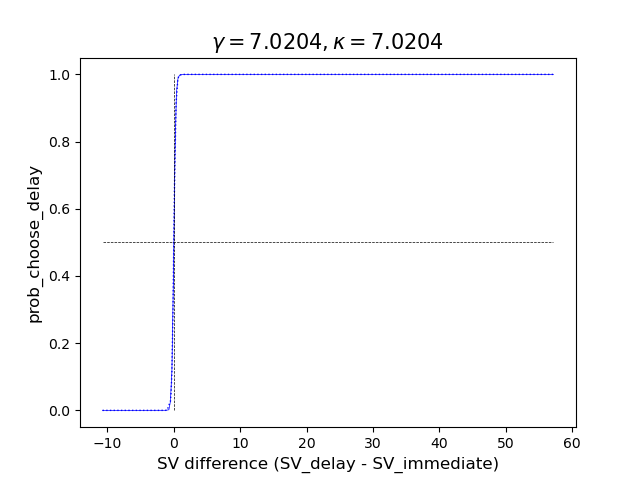 γ = 7.0204, κ = 7.0204
prob_choose_delay
1.0
0.8
0.6
0.4
0.2
0.0
−10 0 10 20 30 40 50 60
SV difference (SV_delay - SV_immediate)